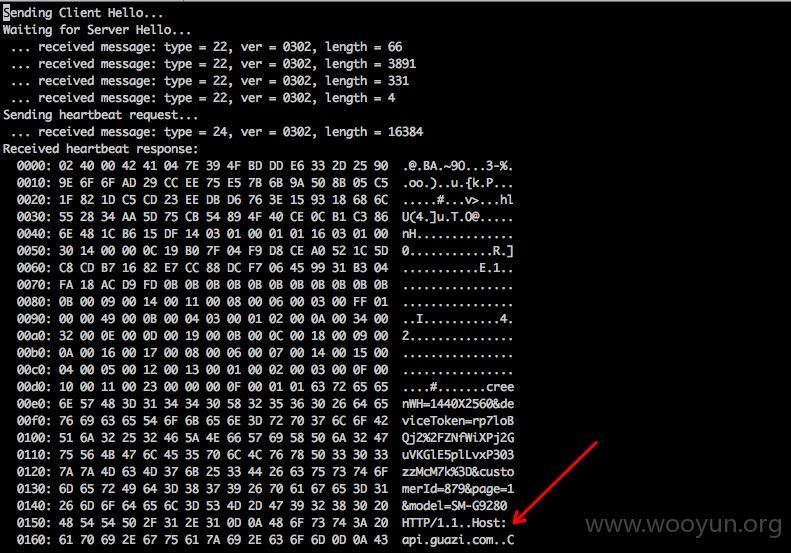 Sending Client Hello...
Waiting for Server Hello...
 ... received message: type = 22, ver = 0302, length = 66
 ... received message: type = 22, ver = 0302, length = 3891
 ... received message: type = 22, ver = 0302, length = 331
 ... received message: type = 22, ver = 0302, length = 4
Sending heartbeat request...
 ... received message: type = 24, ver = 0302, length = 16384
Received heartbeat response:
  0000: 02 40 00 42 41 04 7E 39 4F BD DD E6 33 2D 25 90  .@.BA.~9O...3-%.
  0010: 9E 6F 6F AD 29 CC EE 75 E5 7B 6B 9A 50 8B 05 C5  .oo.)..u.{k.P...
  0020: 1F 82 1D C5 CD 23 EE DB D6 76 3E 15 93 18 68 6C  .....#...v>...hl
  0030: 55 28 34 AA 5D 75 CB 54 89 4F 40 CE 0C B1 C3 86  U(4.]u.T.O@.....
  0040: 6E 48 1C B6 15 DF 14 03 01 00 01 01 16 03 01 00  nH..............
  0050: 30 14 00 00 0C 19 B0 7F 04 F9 D8 CE A0 52 1C 5D  0............R.]
  0060: C8 CD B7 16 82 E7 CC 88 DC F7 06 45 99 31 B3 04  ...........E.1..
  0070: FA 18 AC D9 FD 0B 0B 0B 0B 0B 0B 0B 0B 0B 0B 0B  ................
  0080: 0B 00 09 00 14 00 11 00 08 00 06 00 03 00 FF 01  ................
  0090: 00 00 49 00 0B 00 04 03 00 01 02 00 0A 00 34 00  ..I...........4.
  00a0: 32 00 0E 00 0D 00 19 00 0B 00 0C 00 18 00 09 00  2...............
  00b0: 0A 00 16 00 17 00 08 00 06 00 07 00 14 00 15 00  ................
  00c0: 04 00 05 00 12 00 13 00 01 00 02 00 03 00 0F 00  ................
  00d0: 10 00 11 00 23 00 00 00 0F 00 01 01 63 72 65 65  ....#.......cree
  00e0: 6E 57 48 3D 31 34 34 30 58 32 35 36 30 26 64 65  nWH=1440X2560&de
  00f0: 76 69 63 65 54 6F 6B 65 6E 3D 72 70 37 6C 6F 42  viceToken=rp7loB
  0100: 51 6A 32 25 32 46 5A 4E 66 57 69 58 50 6A 32 47  Qj2%2FZNfWiXPj2G
  0110: 75 56 4B 47 6C 45 35 70 6C 4C 76 78 50 33 30 33  uVKGlE5plLvxP303
  0120: 7A 7A 4D 63 4D 37 6B 25 33 44 26 63 75 73 74 6F  zzMcM7k%3D&custo
  0130: 6D 65 72 49 64 3D 38 37 39 26 70 61 67 65 3D 31  merId=879&page=1
  0140: 26 6D 6F 64 65 6C 3D 53 4D 2D 47 39 32 38 30 20  &model=SM-G9280
  0150: 48 54 54 50 2F 31 2E 31 0D 0A 48 6F 73 74 3A 20  HTTP/1.1..Host:
  0160: 61 70 69 2E 67 75 61 7A 69 2E 63 6F 6D 0D 0A 43  api.guazi.com..C
www.wooyun.org